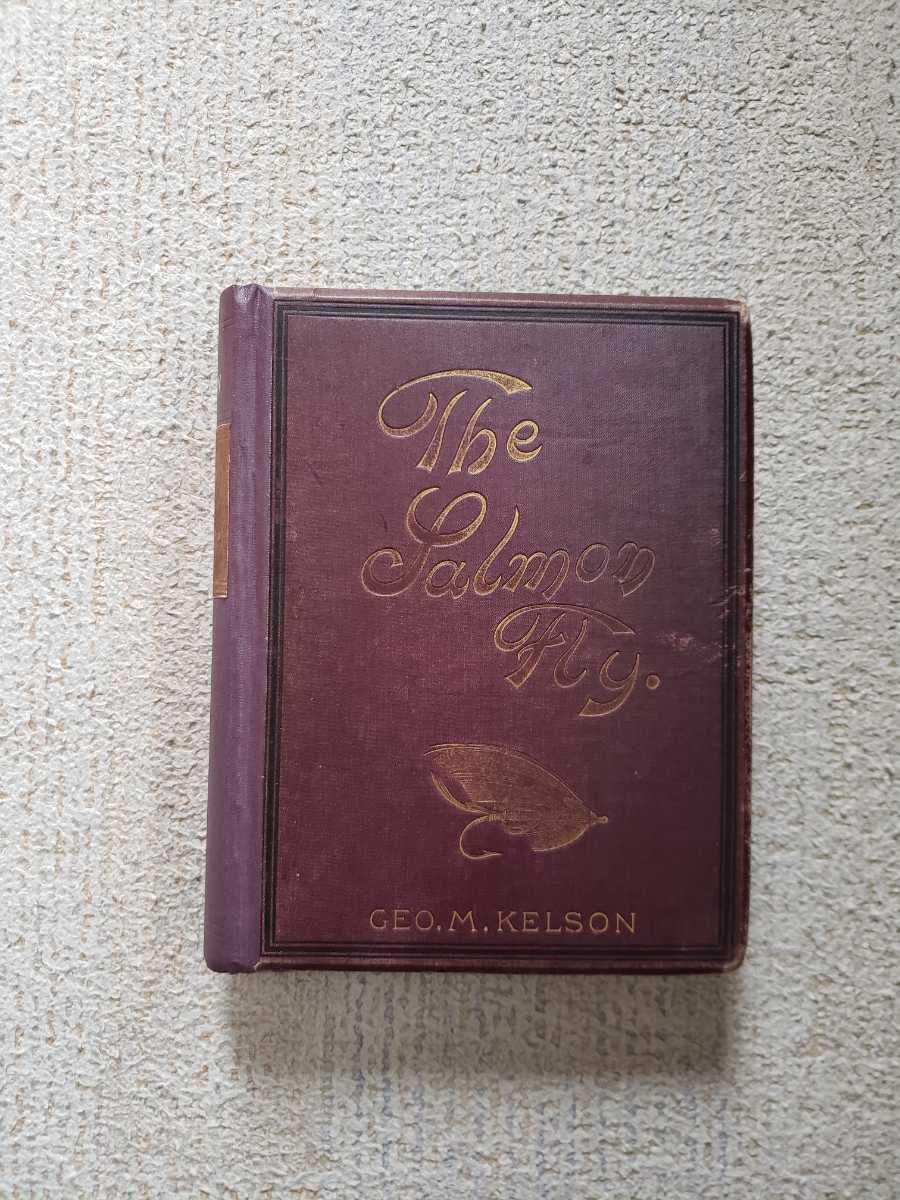 The
Salmon
Fly.
GEO. M. KELSON